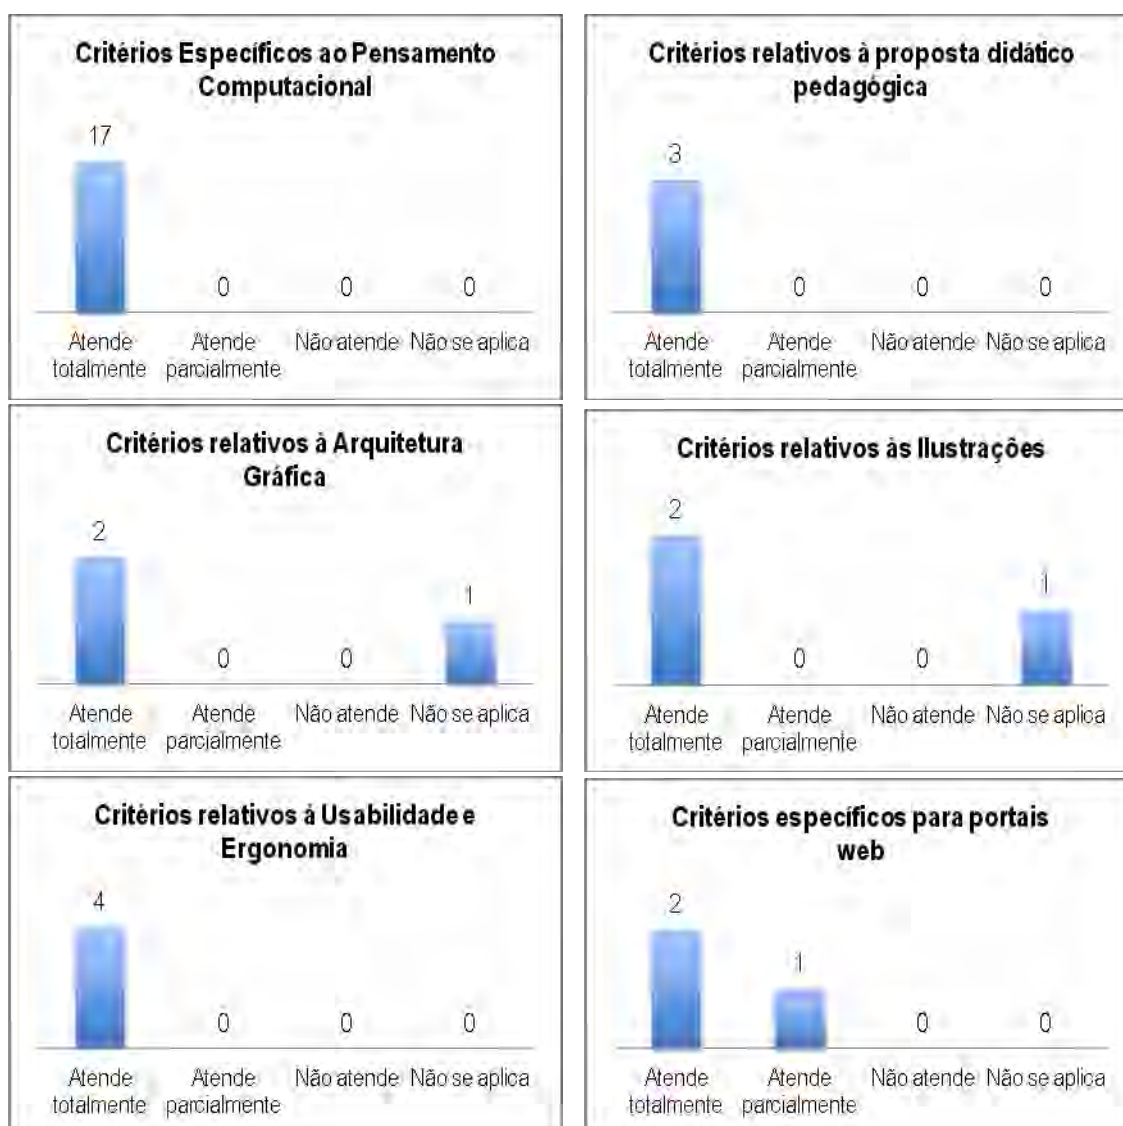 Critérios Específicos ao Pensamento
Computacional
17
0
0
0
Atende
totalmente
Atende
parcialmente
Não atende
Não se aplica
Critérios relativos à proposta didático
pedagógica
3
0
0
0
Atende
totalmente
Atende
parcialmente
Não atende
Não se aplica
Critérios relativos à Arquitetura
Gráfica
2
0
0
1
Atende
totalmente
Atende
parcialmente
Não atende
Não se aplica
Critérios relativos às Ilustrações
2
0
0
1
Atende
totalmente
Atende
parcialmente
Não atende
Não se aplica
Critérios relativos á Usabilidade e
Ergonomia
4
0
0
0
Atende
totalmente
Atende
parcialmente
Não atende
Não se aplica
Critérios específicos para portais
web
2
1
0
0
Atende
totalmente
Atende
parcialmente
Não atende
Não se aplica